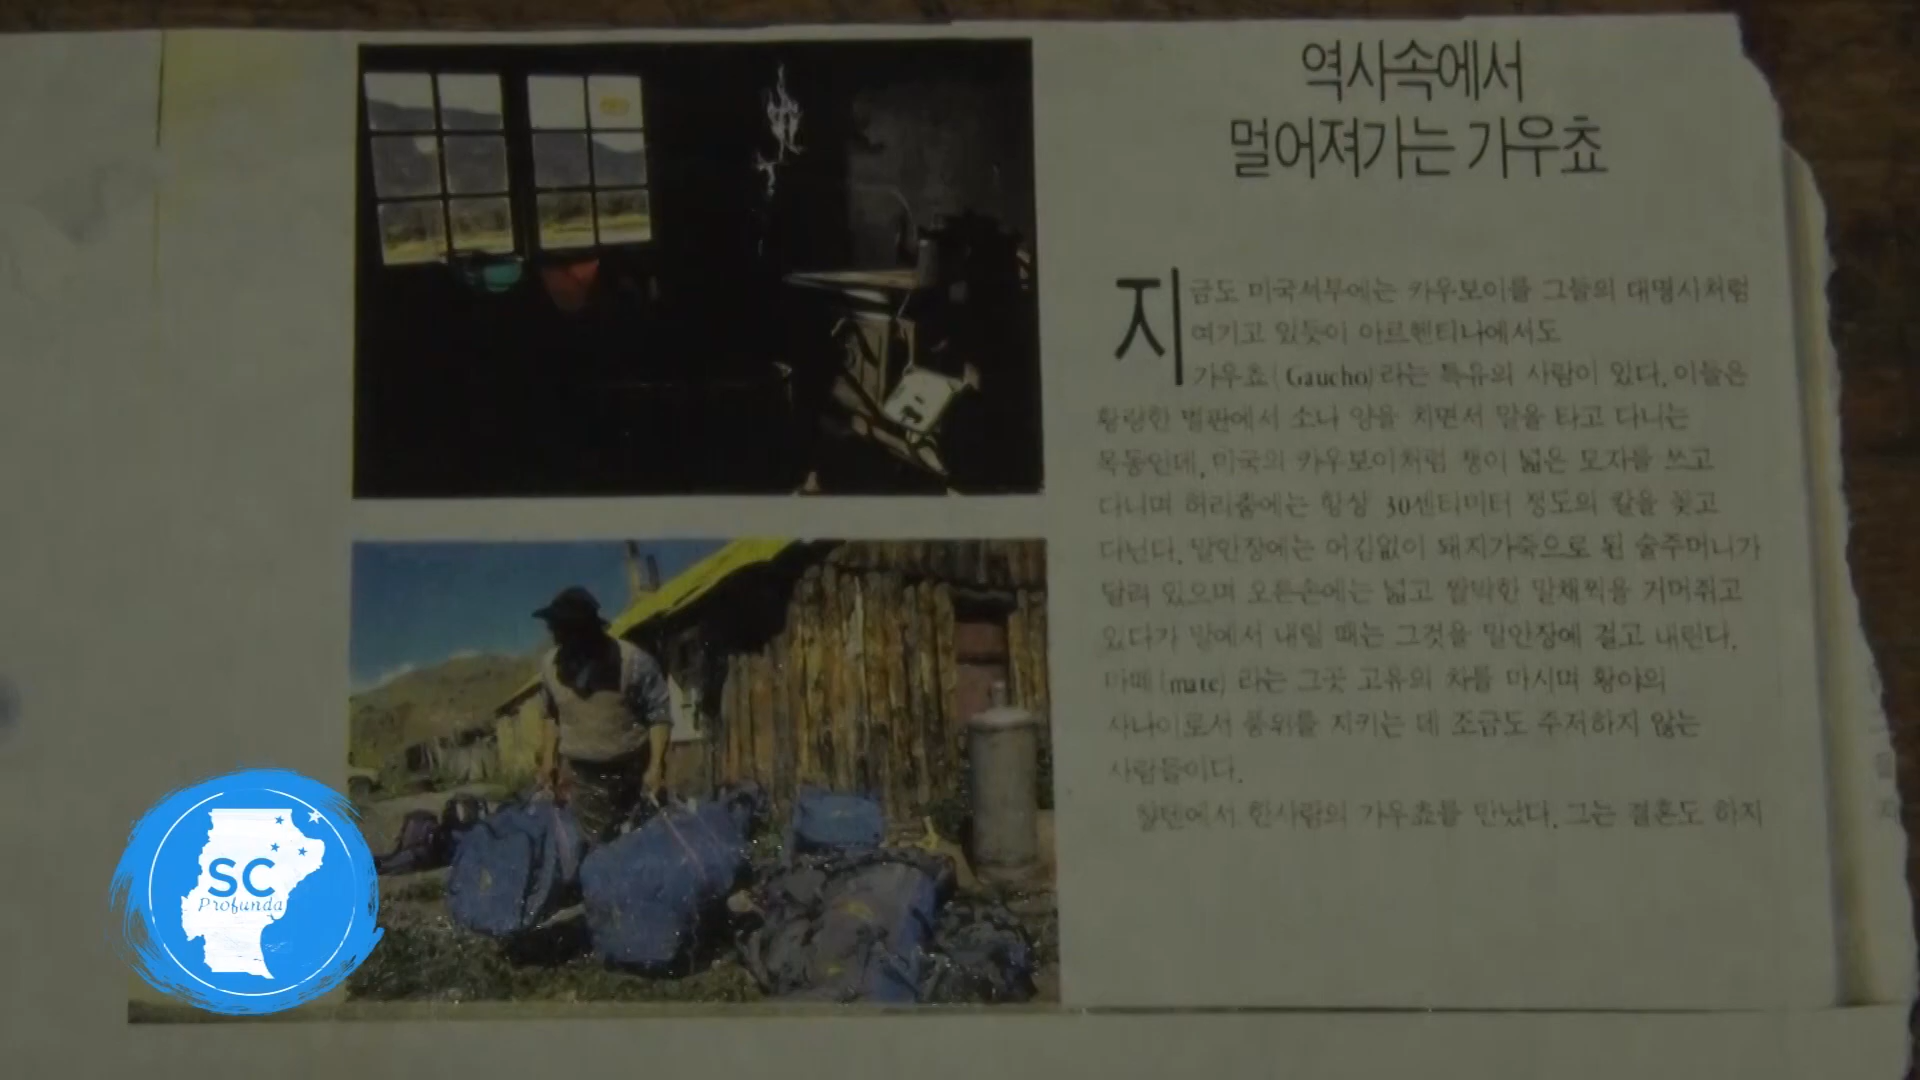 역사속에서
멀어져가는 가우쵸
지금도 미국서부에는 카우보이를 그들의 대명사처럼
여기고 있듯이 아르헨티나에서도
가우쵸(Gaucho)라는 특유의 사람이 있다. 이들은
황량한 벌판에서 소나 양을 치면서 말을 타고 다니는
목동인데, 미국의 카우보이처럼 챙이 넓은 모자를 쓰고
다니며 허리춤에는 항상 30센티미터 정도의 칼을 꽂고
다닌다. 말안장에는 어김없이 돼지가죽으로 된 술주머니가
달려 있으며 오른손에는 넓고 짤막한 말채찍을 거머쥐고
있다가 말에서 내릴 때는 그것을 말안장에 걸고 내린다.
마떼(mate) 라는 그곳 고유의 차를 마시며 황야의
사나이로서 품위를 지키는 데 조금도 주저하지 않는
사람들이다.
찰텐에서 한사람의 가우쵸를 만났다. 그는 결혼도 하지
SC
Profunda